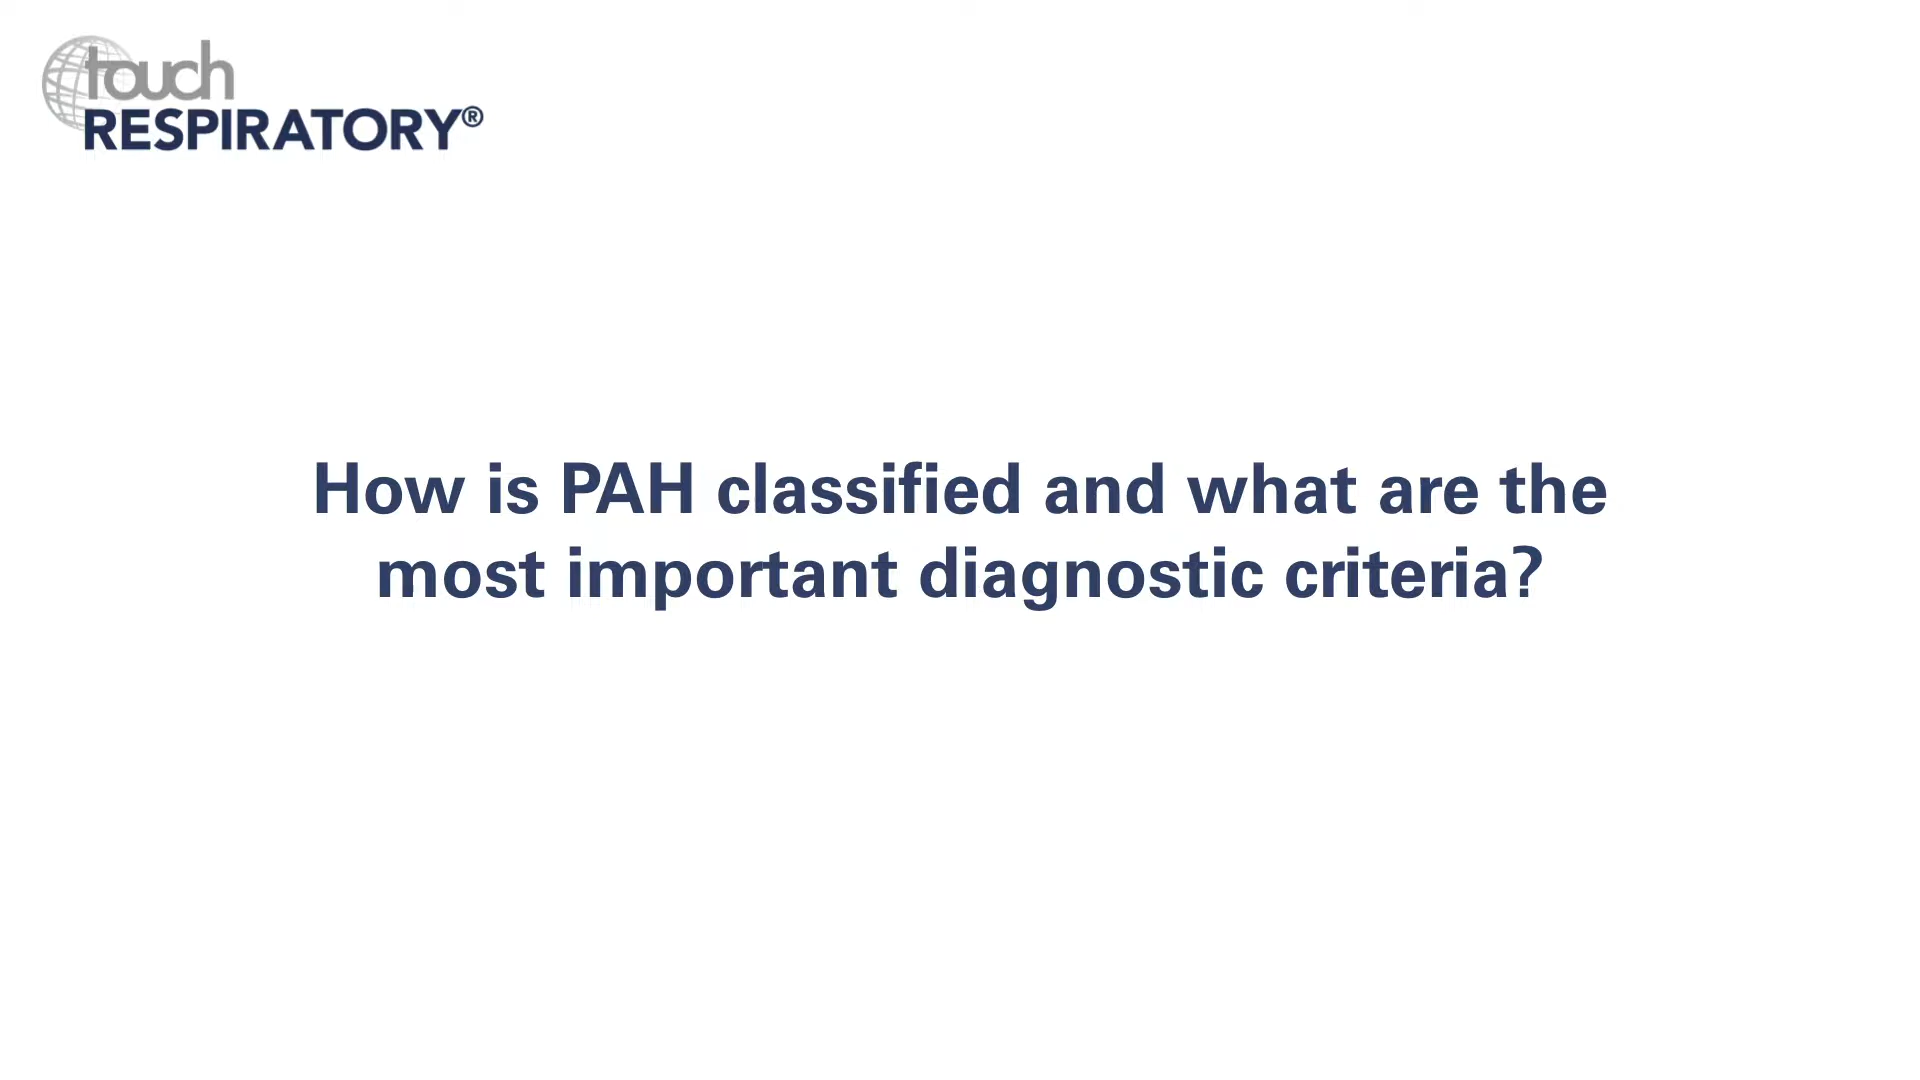 touch
RESPIRATORY®
How is PAH classified and what are the
most important diagnostic criteria?